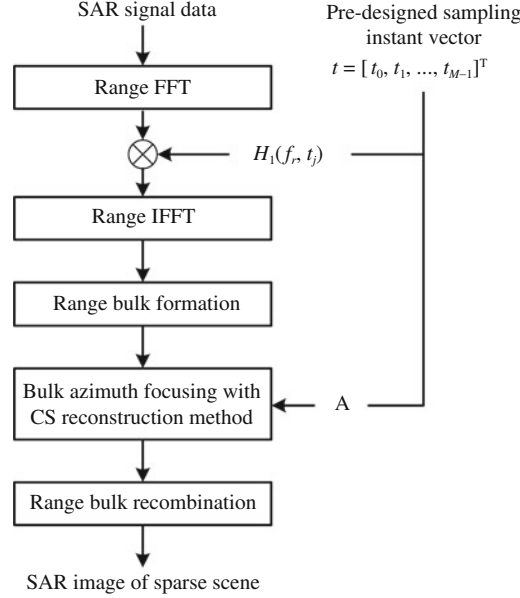 SAR signal data
Pre-designed sampling
instant vector
t = [ t₀, t₁, ..., t_{M−1}]ᵀ
Range FFT
H₁(fᵣ, tⱼ)
Range IFFT
Range bulk formation
Bulk azimuth focusing with
CS reconstruction method
A
Range bulk recombination
SAR image of sparse scene